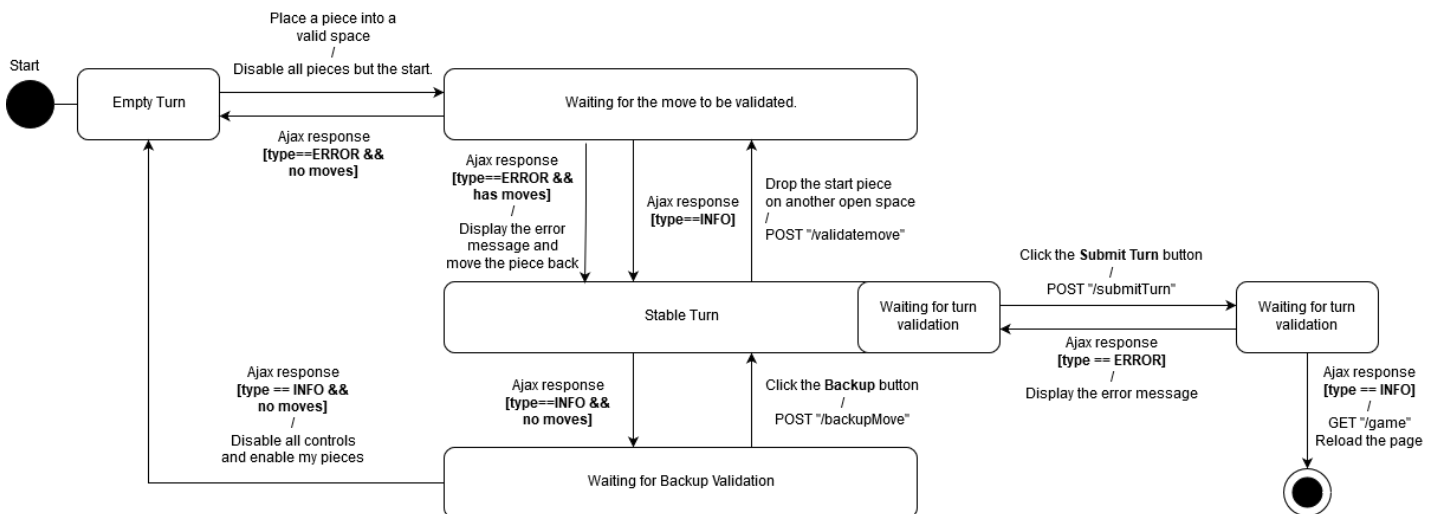 Place a piece into a
valid space
/
Disable all pieces but the start.
Start
Empty Turn
Waiting for the move to be validated.
Ajax response
[type==ERROR &&
no moves]
Ajax response
[type==ERROR &&
has moves]
/
Display the error
message and
move the piece back
Ajax response
[type==INFO]
Drop the start piece
on another open space
/
POST "/validatemove"
Click the Submit Turn button
/
POST "/submitTurn"
Stable Turn
Waiting for turn
validation
Waiting for turn
validation
Ajax response
[type == ERROR]
/
Display the error message
Ajax response
[type == INFO &&
no moves]
/
Disable all controls
and enable my pieces
Ajax response
[type==INFO &&
no moves]
Click the Backup button
/
POST "/backupMove"
Ajax response
[type == INFO]
/
GET "/game"
Reload the page
Waiting for Backup Validation